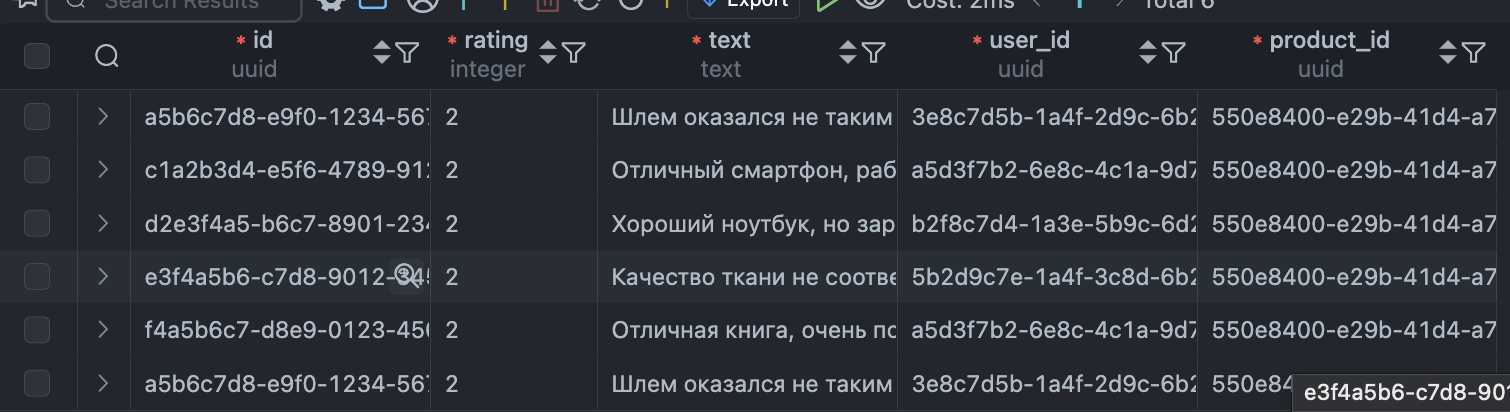 Search Results Export Cost: 2ms Total 6
* id * rating * text * user_id * product_id
uuid integer text uuid uuid
a5b6c7d8-e9f0-1234-567 2 Шлем оказался не таким 3e8c7d5b-1a4f-2d9c-6b2 550e8400-e29b-41d4-a7
c1a2b3d4-e5f6-4789-912 2 Отличный смартфон, раб a5d3f7b2-6e8c-4c1a-9d7 550e8400-e29b-41d4-a7
d2e3f4a5-b6c7-8901-234 2 Хороший ноутбук, но зар b2f8c7d4-1a3e-5b9c-6d2 550e8400-e29b-41d4-a7
e3f4a5b6-c7d8-9012-345 2 Качество ткани не соотве 5b2d9c7e-1a4f-3c8d-6b2 550e8400-e29b-41d4-a7
f4a5b6c7-d8e9-0123-456 2 Отличная книга, очень по a5d3f7b2-6e8c-4c1a-9d7 550e8400-e29b-41d4-a7
a5b6c7d8-e9f0-1234-567 2 Шлем оказался не таким 3e8c7d5b-1a4f-2d9c-6b2 550e84
e3f4a5b6-c7d8-901